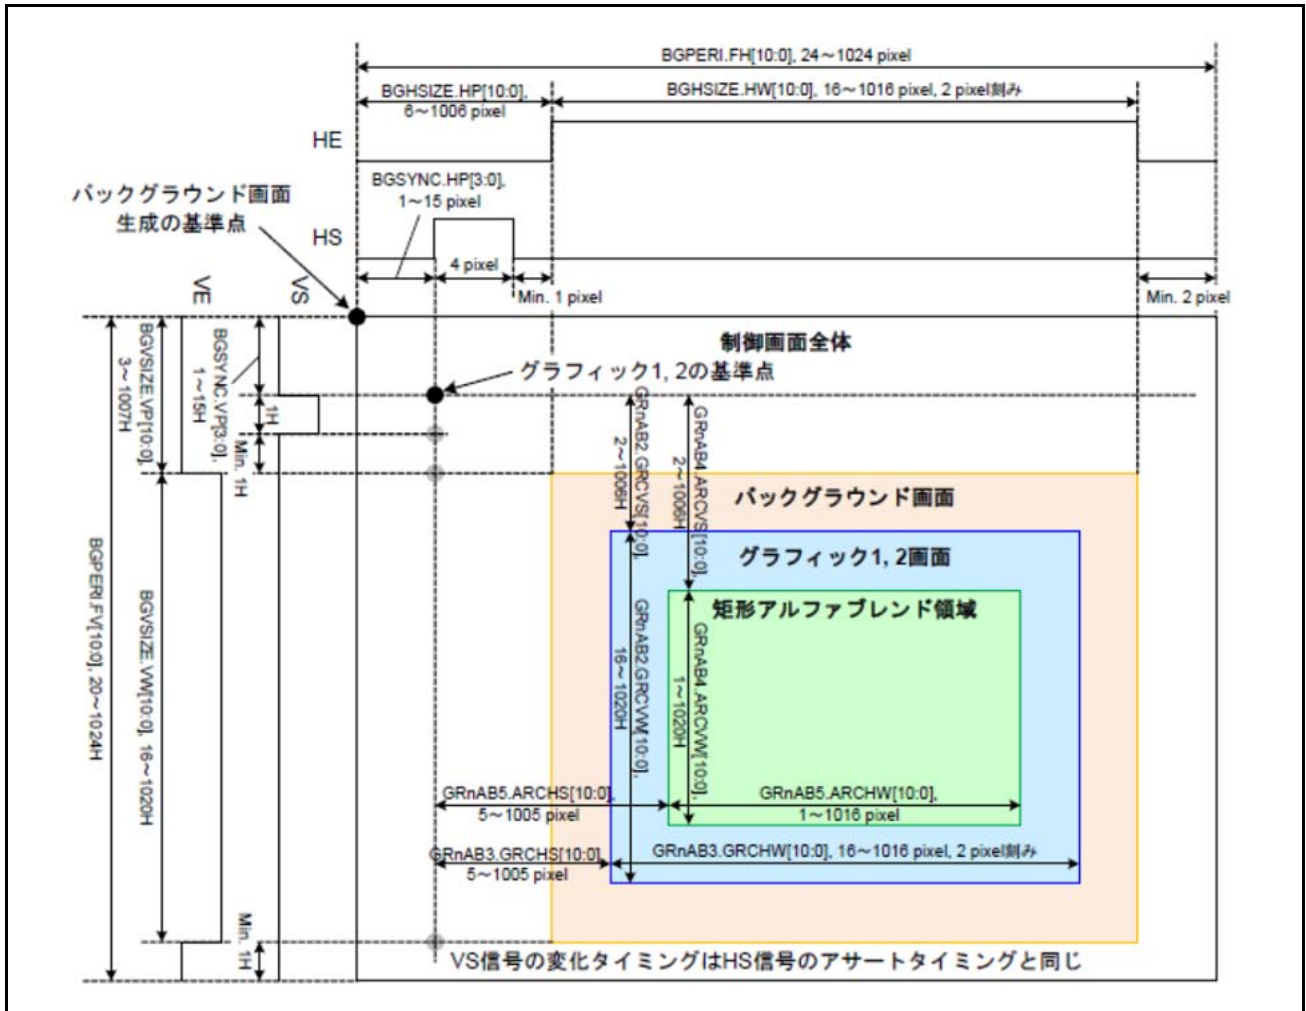 BGPERI.FH[10:0], 24～1024 pixel
BGHSIZE.HP[10:0],
6～1006 pixel
BGHSIZE.HW[10:0], 16～1016 pixel, 2 pixel刻み
HE
BGSYNC.HP[3:0],
1～15 pixel
バックグラウンド画面
生成の基準点
HS
4 pixel
Min. 1 pixel
Min. 2 pixel
VE
VS
制御画面全体
グラフィック1, 2の基準点
BGPERI.FV[10:0], 20～1024H
BGVSIZE.VP[10:0],
3～1007H
BGSYNC.VP[3:0],
1～15H
1H
Min. 1H
BGVSIZE.VW[10:0], 16～1020H
Min. 1H
GRnAB2.GRCVS[10:0],
2～1006H
GRnAB4.ARCVS[10:0],
2～1006H
バックグラウンド画面
グラフィック1, 2画面
矩形アルファブレンド領域
GRnAB2.GRCVW[10:0],
16～1020H
GRnAB4.ARCVW[10:0],
1～1020H
GRnAB5.ARCHS[10:0],
5～1005 pixel
GRnAB5.ARCHW[10:0],
1～1016 pixel
GRnAB3.GRCHS[10:0],
5～1005 pixel
GRnAB3.GRCHW[10:0], 16～1016 pixel, 2 pixel刻み
VS信号の変化タイミングはHS信号のアサートタイミングと同じ